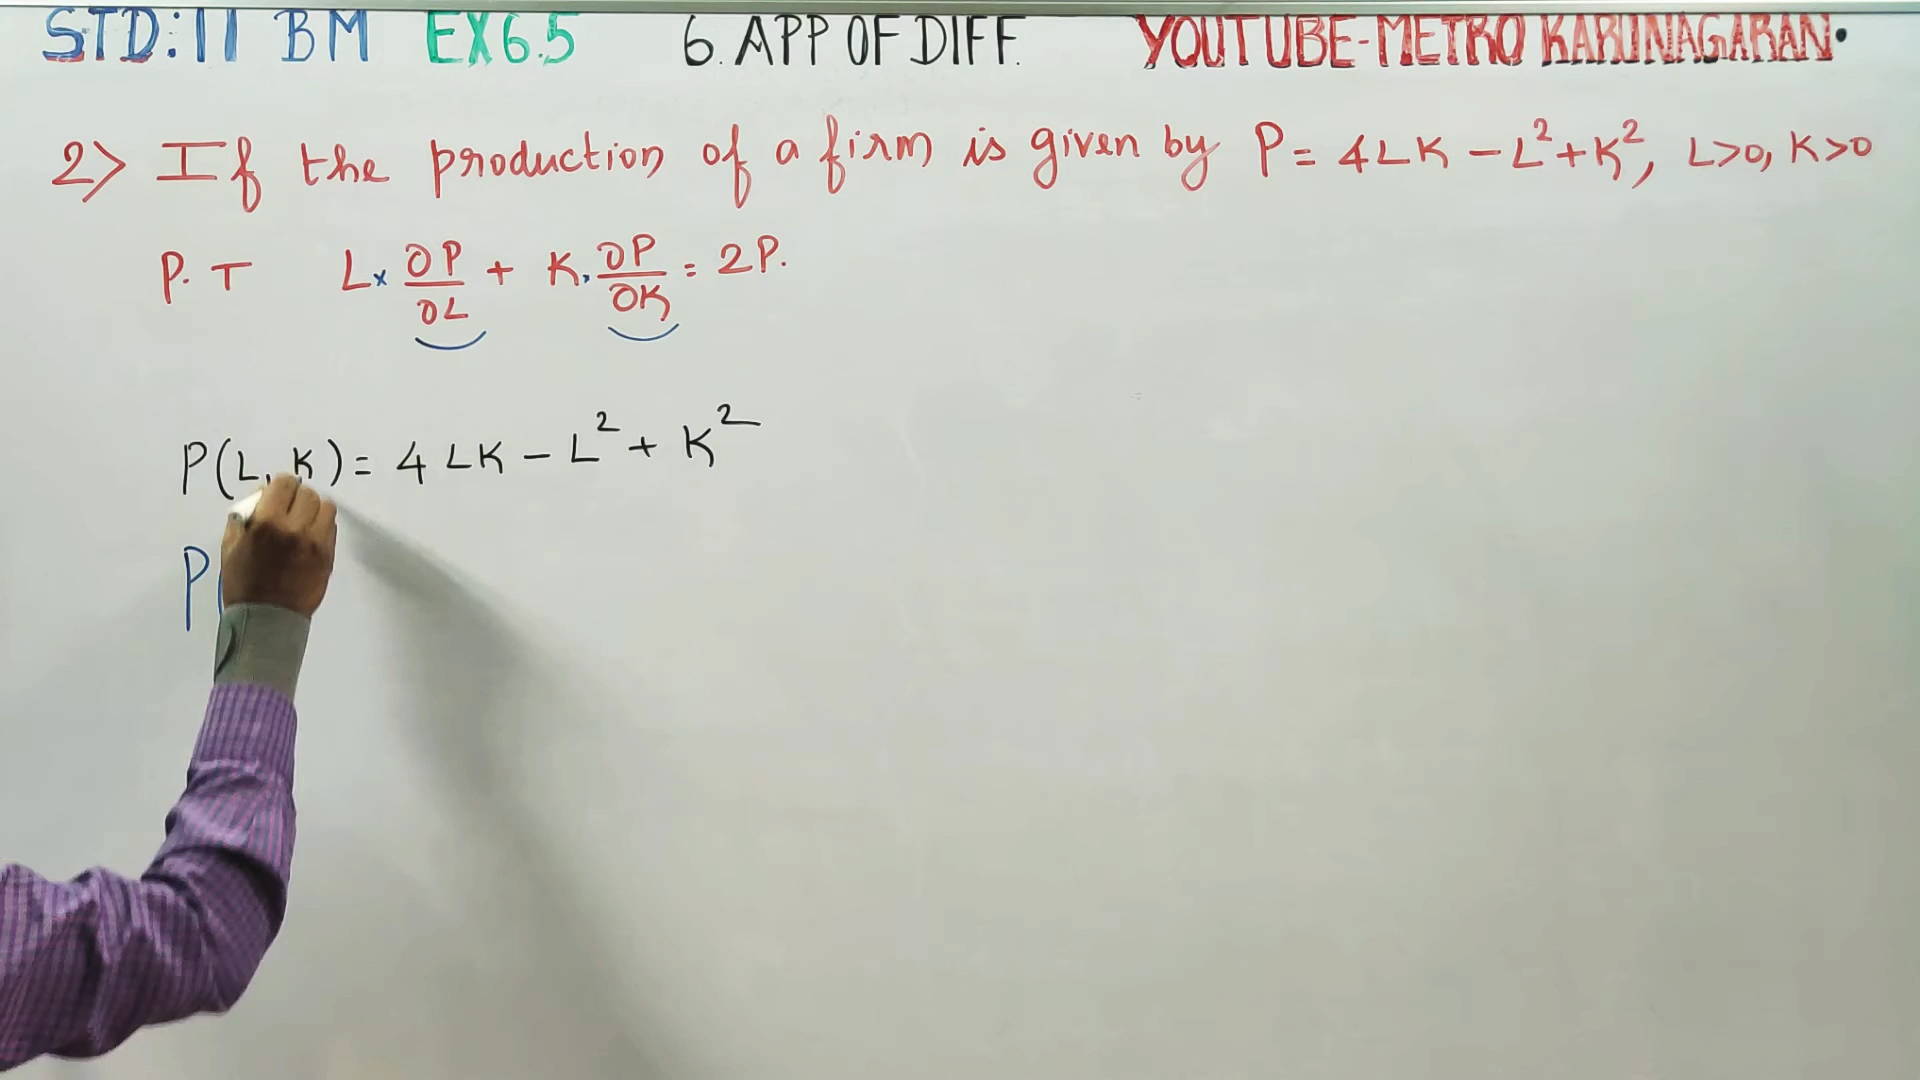 STD:11 BM EX6.5 6. APP OF DIFF. YOUTUBE-METRO KARUNAGARAN.
2) If the production of a firm is given by P = 4LK - L² + K², L>0, K>0
P.T L × ∂P/∂L + K · ∂P/∂K = 2P.
P(L, K) = 4LK - L² + K²
P(